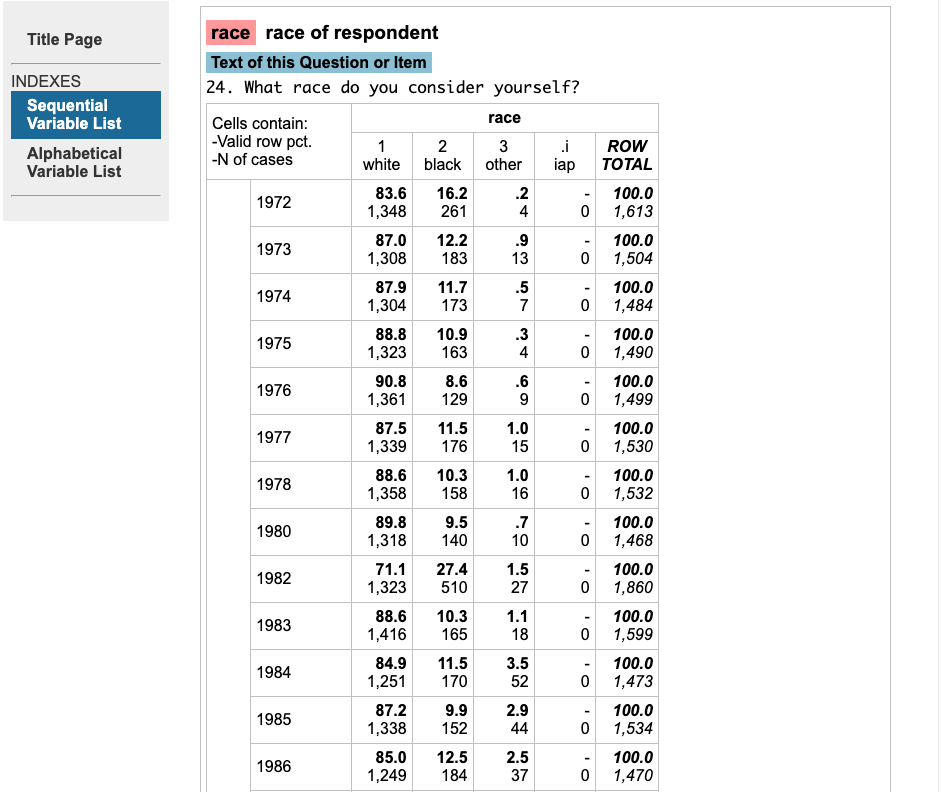 Title Page
INDEXES
Sequential
Variable List
Alphabetical
Variable List
race race of respondent
Text of this Question or Item
24. What race do you consider yourself?
Cells contain:
-Valid row pct.
-N of cases
race
1 2 3 .i ROW
white black other iap TOTAL
1972
83.6 16.2 .2 - 100.0
1,348 261 4 0 1,613
1973
87.0 12.2 .9 - 100.0
1,308 183 13 0 1,504
1974
87.9 11.7 .5 - 100.0
1,304 173 7 0 1,484
1975
88.8 10.9 .3 - 100.0
1,323 163 4 0 1,490
1976
90.8 8.6 .6 - 100.0
1,361 129 9 0 1,499
1977
87.5 11.5 1.0 - 100.0
1,339 176 15 0 1,530
1978
88.6 10.3 1.0 - 100.0
1,358 158 16 0 1,532
1980
89.8 9.5 .7 - 100.0
1,318 140 10 0 1,468
1982
71.1 27.4 1.5 - 100.0
1,323 510 27 0 1,860
1983
88.6 10.3 1.1 - 100.0
1,416 165 18 0 1,599
1984
84.9 11.5 3.5 - 100.0
1,251 170 52 0 1,473
1985
87.2 9.9 2.9 - 100.0
1,338 152 44 0 1,534
1986
85.0 12.5 2.5 - 100.0
1,249 184 37 0 1,470